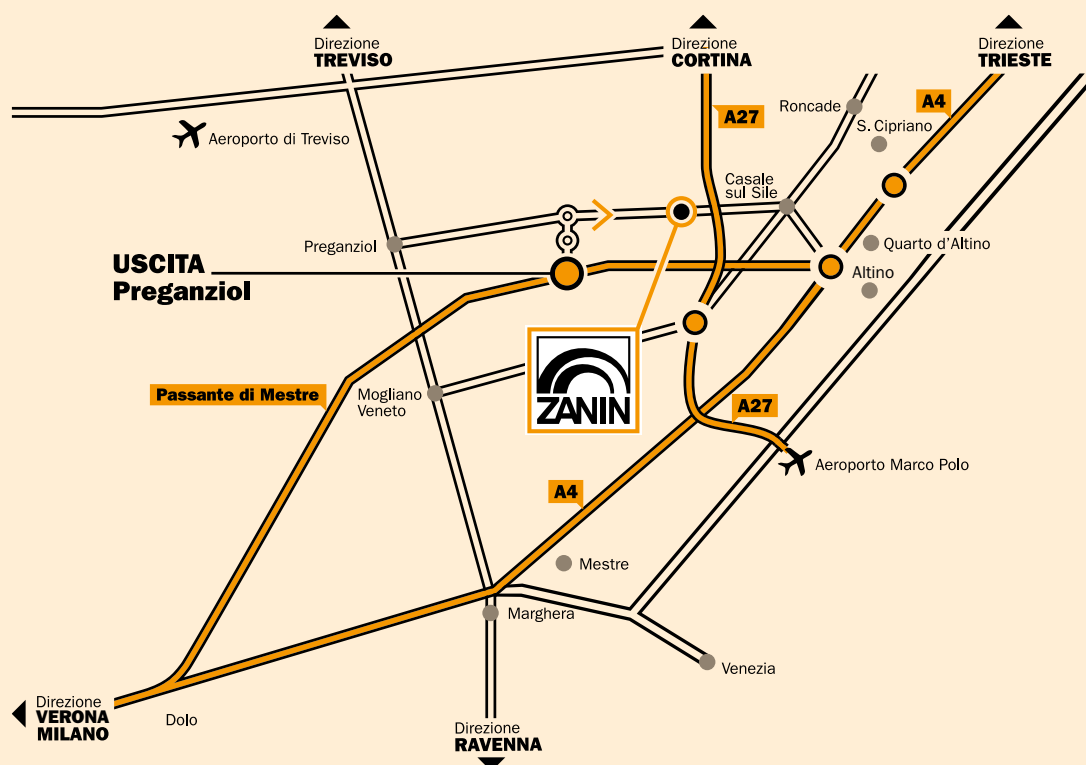 Direzione
TREVISO
Direzione
CORTINA
Direzione
TRIESTE
A27
A4
Roncade
S. Cipriano
Aeroporto di Treviso
Casale
sul Sile
Preganziol
Quarto d'Altino
USCITA
Preganziol
Altino
Passante di Mestre
Mogliano
Veneto
ZANIN
A27
Aeroporto Marco Polo
A4
Mestre
Marghera
Venezia
Direzione
VERONA
MILANO
Dolo
Direzione
RAVENNA